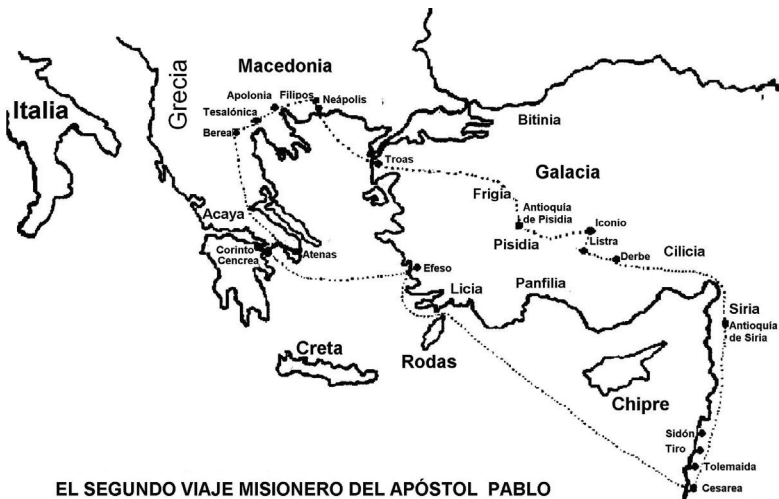 Macedonia
Grecia
Italia
Apolonia
Filipos
Neápolis
Tesalónica
Berea
Bitinia
Troas
Galacia
Frigia
Antioquía
de Pisidia
Iconio
Pisidia
Listra
Derbe
Cilicia
Acaya
Corinto
Cencrea
Atenas
Efeso
Licia
Panfilia
Siria
Antioquía
de Siria
Creta
Rodas
Chipre
Sidón
Tiro
Tolemaida
Cesarea
EL SEGUNDO VIAJE MISIONERO DEL APÓSTOL PABLO